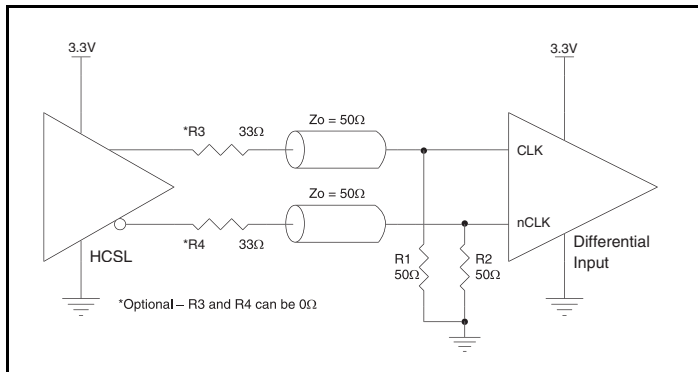 3.3V
3.3V
Zo = 50Ω
*R3
33Ω
CLK
Zo = 50Ω
nCLK
*R4
33Ω
HCSL
R1
50Ω
R2
50Ω
Differential
Input
*Optional – R3 and R4 can be 0Ω